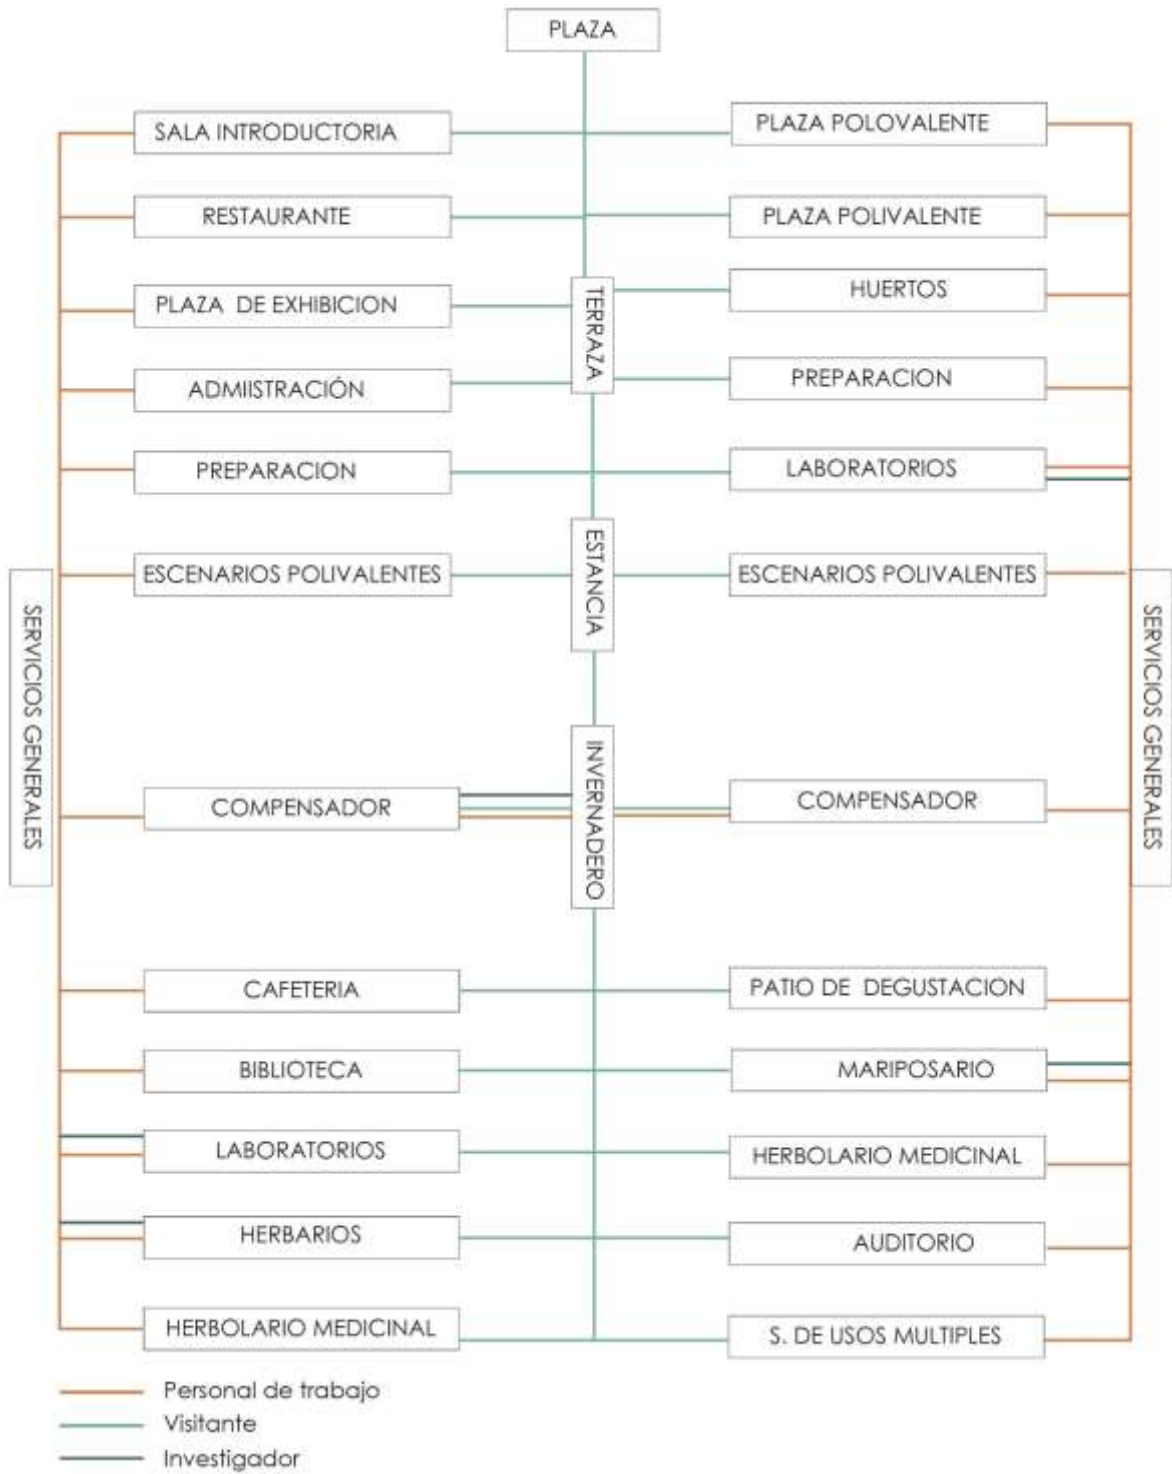 PLAZA
SALA INTRODUCTORIA
PLAZA POLOVALENTE
RESTAURANTE
PLAZA POLIVALENTE
PLAZA DE EXHIBICION
TERRAZA
HUERTOS
ADMIISTRACIÓN
PREPARACION
PREPARACION
LABORATORIOS
ESCENARIOS POLIVALENTES
ESTANCIA
ESCENARIOS POLIVALENTES
SERVICIOS GENERALES
SERVICIOS GENERALES
COMPENSADOR
INVERNADERO
COMPENSADOR
CAFETERIA
PATIO DE DEGUSTACION
BIBLIOTECA
MARIPOSARIO
LABORATORIOS
HERBOLARIO MEDICINAL
HERBARIOS
AUDITORIO
HERBOLARIO MEDICINAL
S. DE USOS MULTIPLES
Personal de trabajo
Visitante
Investigador